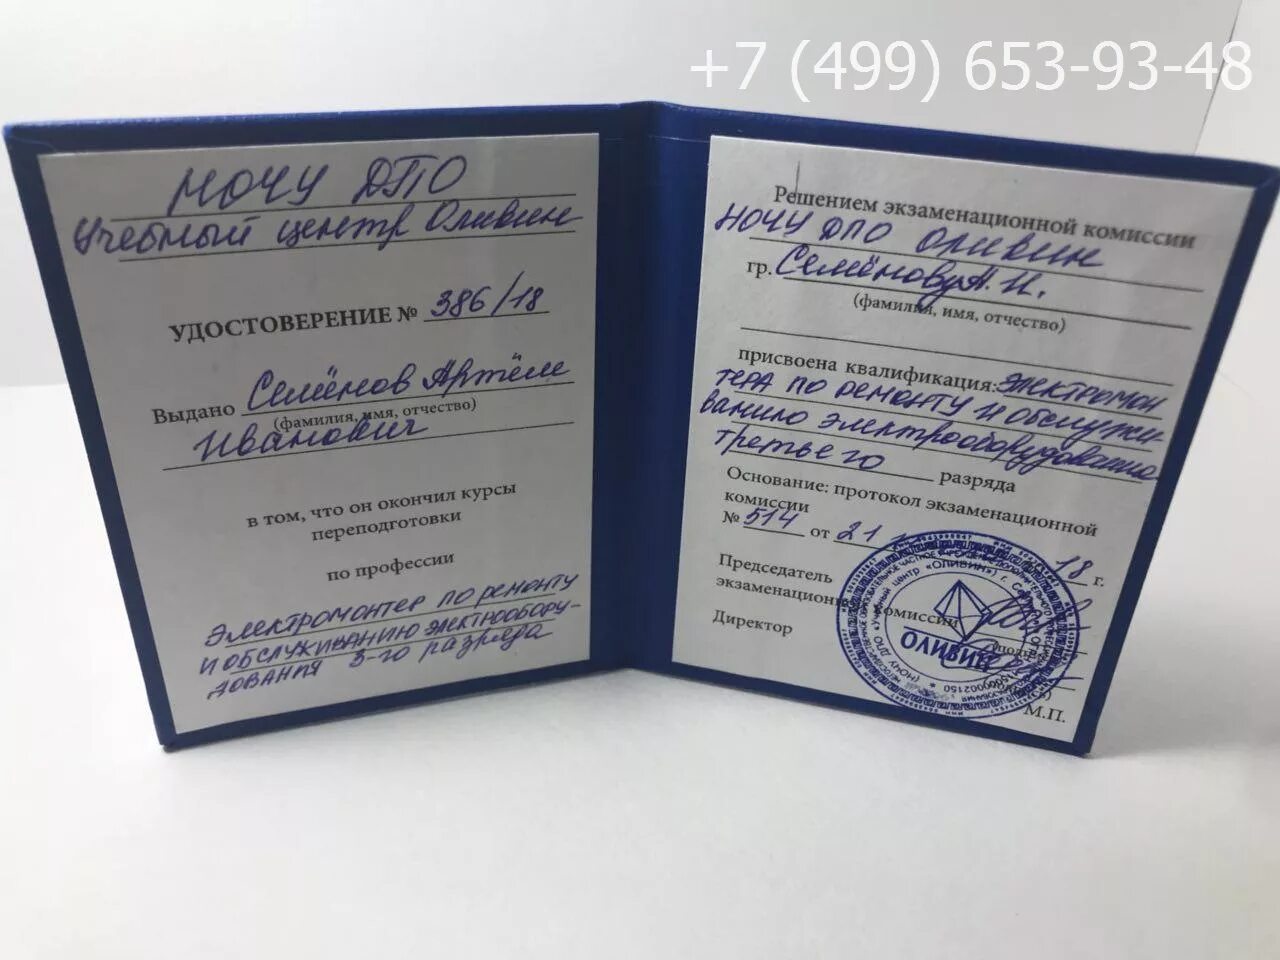 +7 (499) 653-93-48
НОЧУ ДПО
Учебный центр Оливин
УДОСТОВЕРЕНИЕ № 386/18
Выдано Семёнов Артём
(фамилия, имя, отчество)
Иванович
в том, что он окончил курсы
переподготовки
по профессии
Электромонтер по ремонту
и обслуживанию электрообору-
дования 3-го разряда
Решением экзаменационной комиссии
НОЧУ ДПО Оливин
гр. Семёнову А.И.
(фамилия, имя, отчество)
присвоена квалификация: Электромон
тера по ремонту и обслужи-
ванию электрооборудования
третьего разряда
Основание: протокол экзаменационной
комиссии
№ 514 от 21 18 г.
Председатель
экзаменационной комиссии
Директор
ОЛИВИН
М.П.